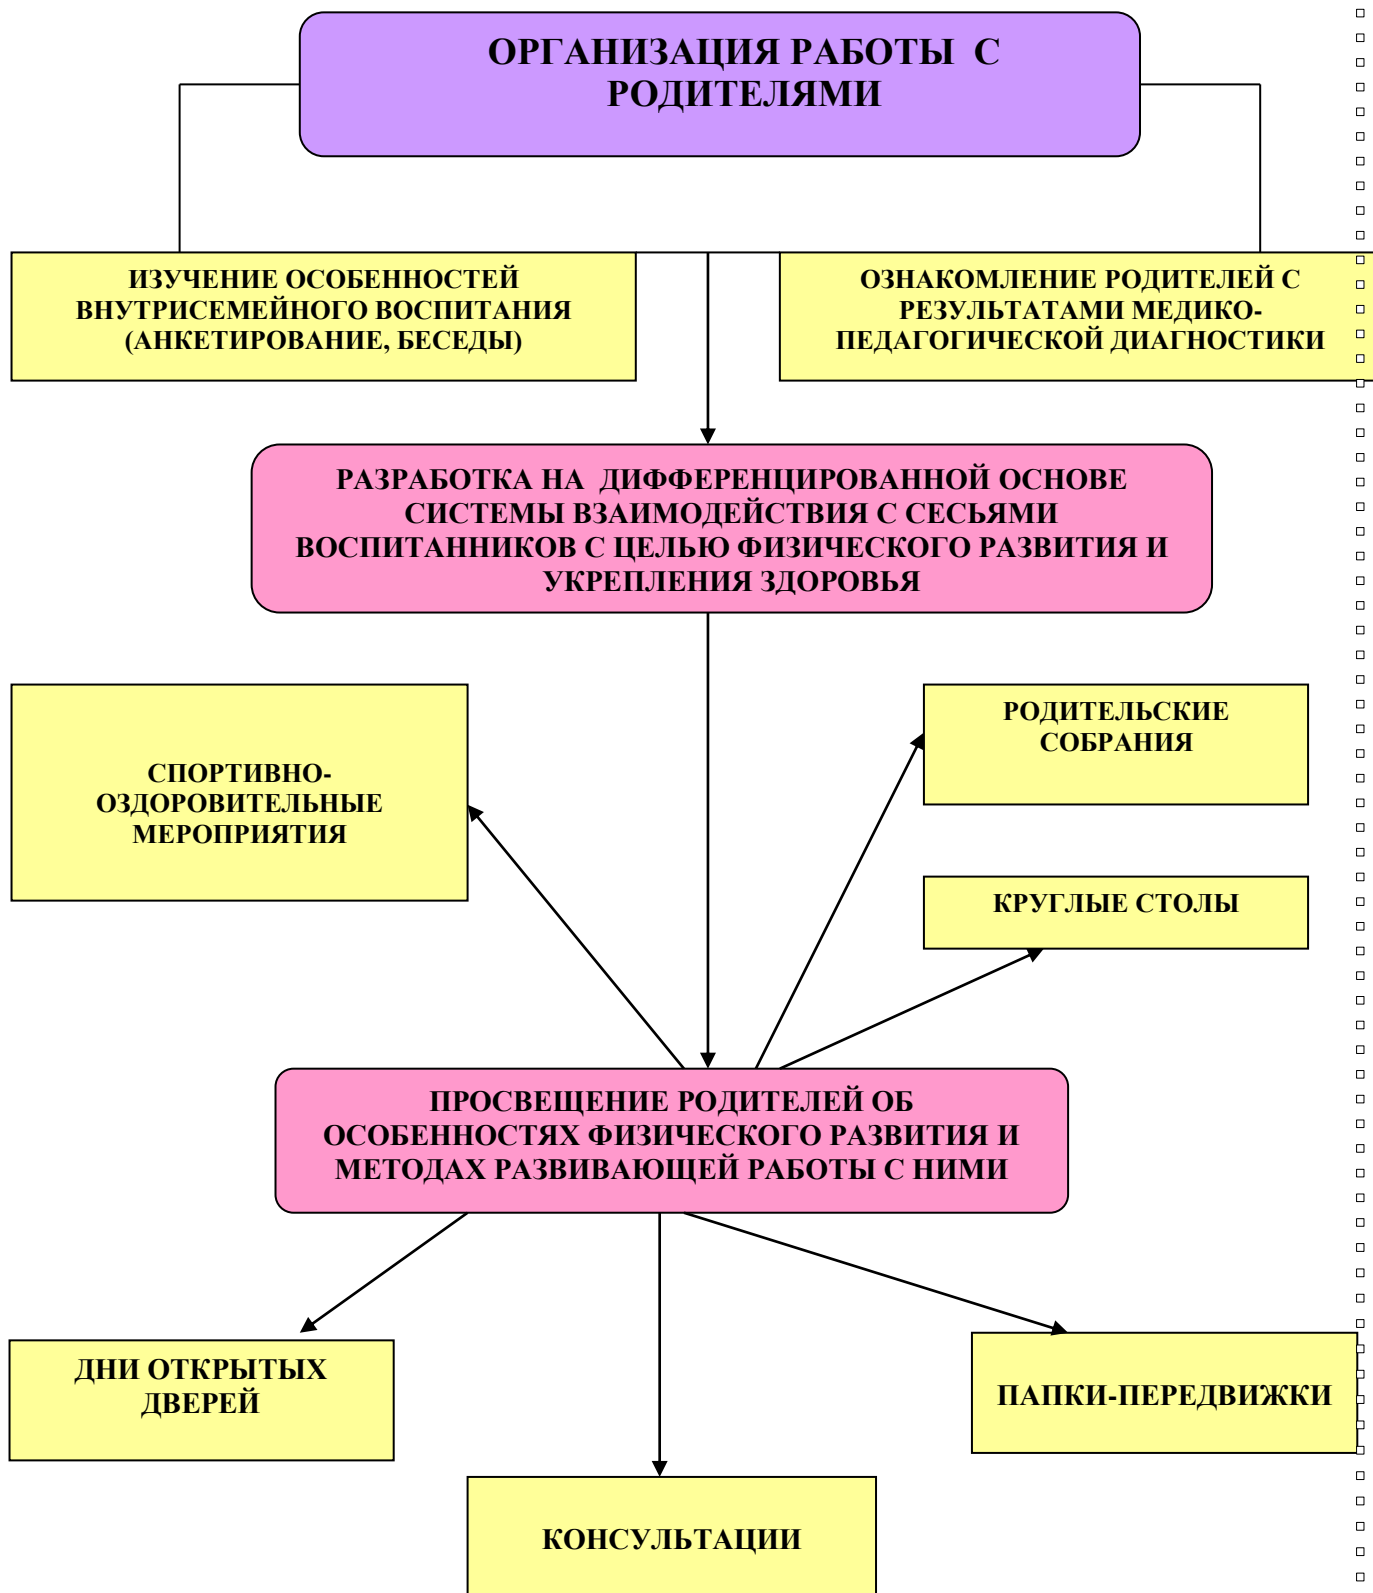 ОРГАНИЗАЦИЯ РАБОТЫ С
РОДИТЕЛЯМИ
ИЗУЧЕНИЕ ОСОБЕННОСТЕЙ
ВНУТРИСЕМЕЙНОГО ВОСПИТАНИЯ
(АНКЕТИРОВАНИЕ, БЕСЕДЫ)
ОЗНАКОМЛЕНИЕ РОДИТЕЛЕЙ С
РЕЗУЛЬТАТАМИ МЕДИКО-
ПЕДАГОГИЧЕСКОЙ ДИАГНОСТИКИ
РАЗРАБОТКА НА ДИФФЕРЕНЦИРОВАННОЙ ОСНОВЕ
СИСТЕМЫ ВЗАИМОДЕЙСТВИЯ С СЕСЬЯМИ
ВОСПИТАННИКОВ С ЦЕЛЬЮ ФИЗИЧЕСКОГО РАЗВИТИЯ И
УКРЕПЛЕНИЯ ЗДОРОВЬЯ
СПОРТИВНО-
ОЗДОРОВИТЕЛЬНЫЕ
МЕРОПРИЯТИЯ
РОДИТЕЛЬСКИЕ
СОБРАНИЯ
КРУГЛЫЕ СТОЛЫ
ПРОСВЕЩЕНИЕ РОДИТЕЛЕЙ ОБ
ОСОБЕННОСТЯХ ФИЗИЧЕСКОГО РАЗВИТИЯ И
МЕТОДАХ РАЗВИВАЮЩЕЙ РАБОТЫ С НИМИ
ДНИ ОТКРЫТЫХ
ДВЕРЕЙ
ПАПКИ-ПЕРЕДВИЖКИ
КОНСУЛЬТАЦИИ